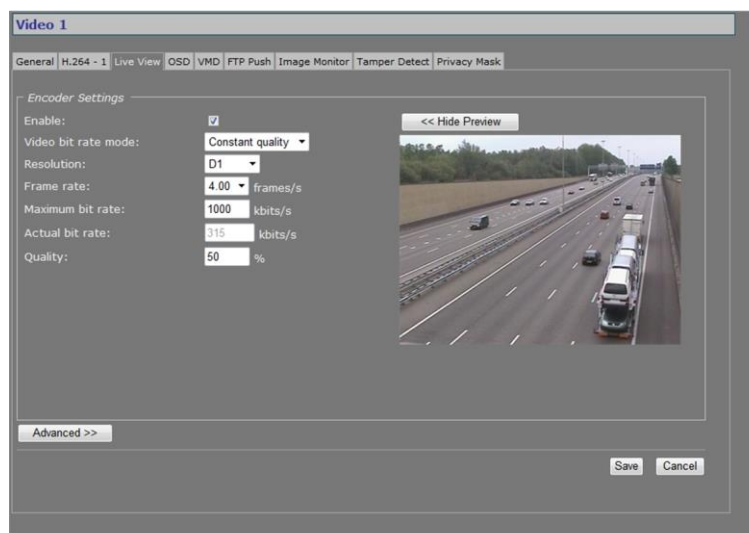 Video 1
General H.264 - 1 Live View OSD VMD FTP Push Image Monitor Tamper Detect Privacy Mask
Encoder Settings
Enable:
<< Hide Preview
Video bit rate mode: Constant quality
Resolution: D1
Frame rate: 4.00 frames/s
Maximum bit rate: 1000 kbits/s
Actual bit rate: 315 kbits/s
Quality: 50 %
Advanced >>
Save Cancel